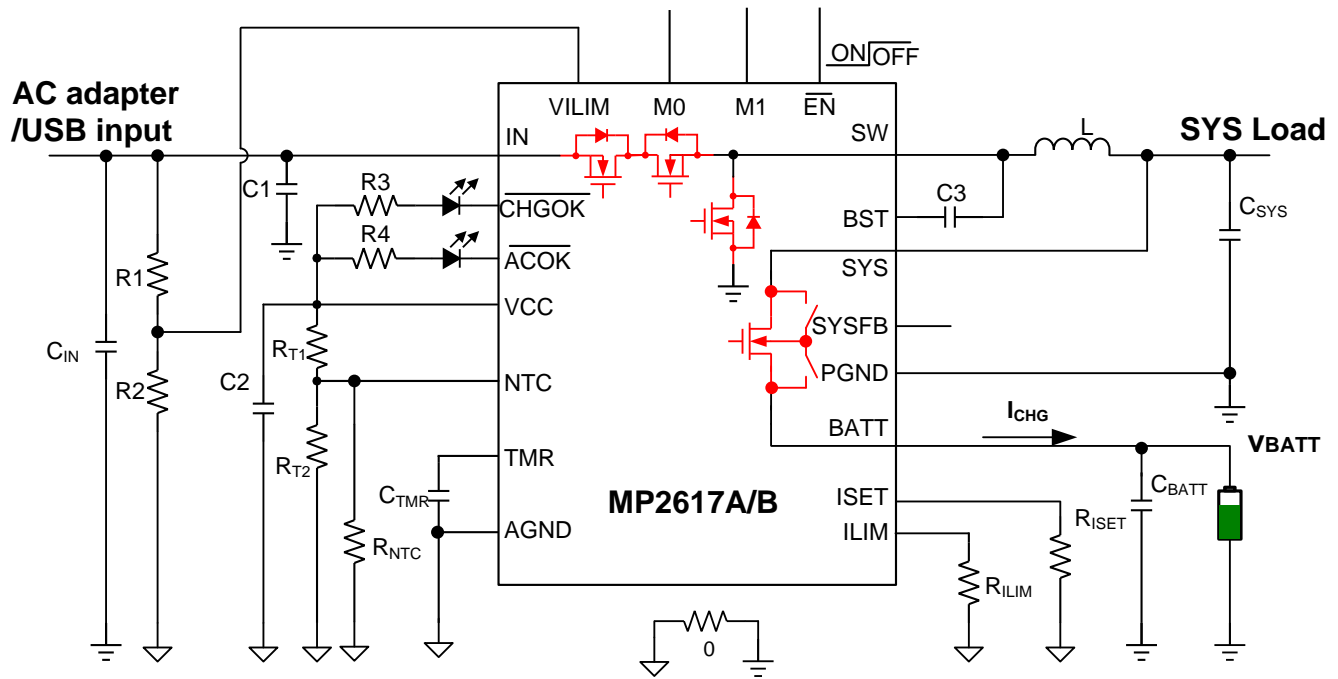 ON OFF
AC adapter
/USB input
VILIM M0 M1 EN
IN
SW
L
SYS Load
C1
R3
CHGOK
C3
BST
CSYS
R4
ACOK
SYS
R1
VCC
SYSFB
CIN
RT1
R2
C2
NTC
PGND
ICHG
BATT
VBATT
RT2
TMR
CTMR
MP2617A/B
ISET
CBATT
RISET
AGND
RNTC
ILIM
RILIM
0